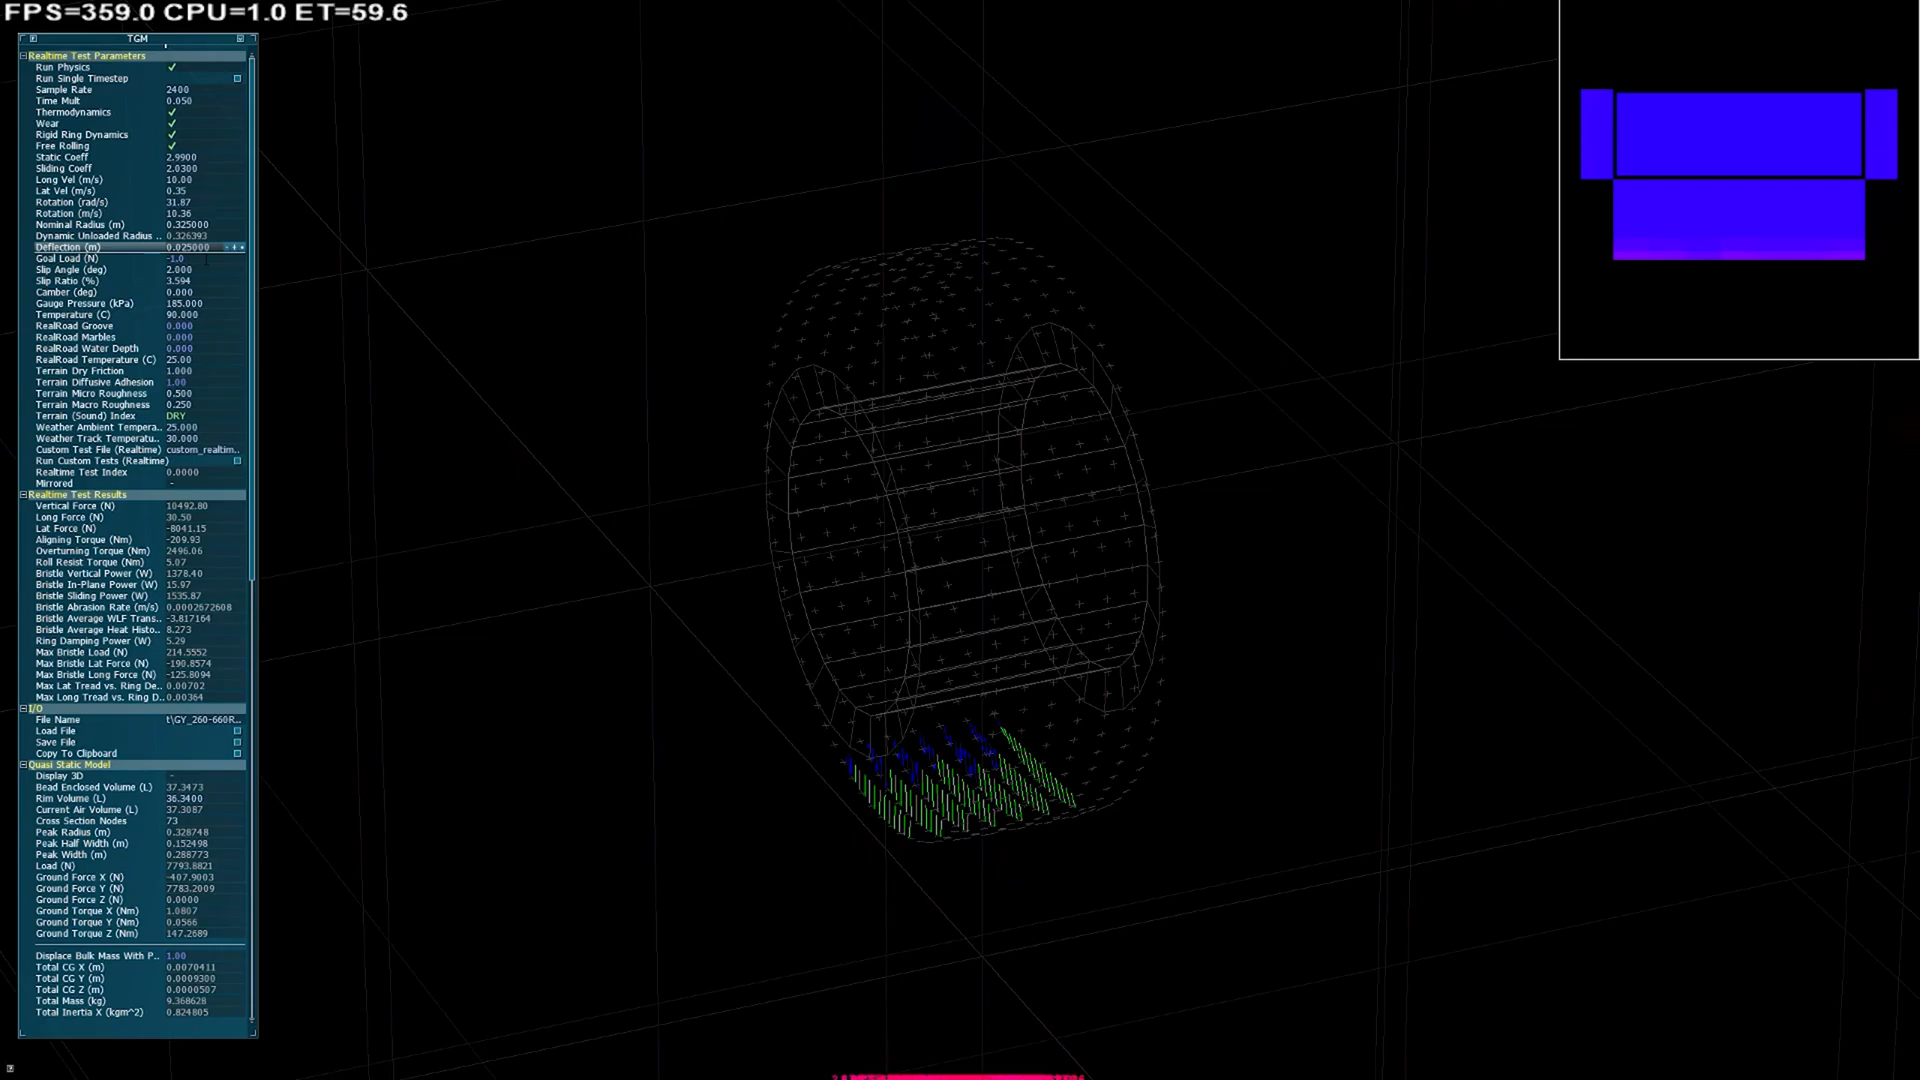 FPS=359.0 CPU=1.0 ET=59.6
TGM
Realtime Test Parameters
Run Physics
Run Single Timestep
Sample Rate 2400
Time Mult 0.050
Thermodynamics
Wear
Rigid Ring Dynamics
Free Rolling
Static Coeff 2.9900
Sliding Coeff 2.0300
Long Vel (m/s) 10.00
Lat Vel (m/s) 0.35
Rotation (rad/s) 31.87
Rotation (m/s) 10.36
Nominal Radius (m) 0.325000
Dynamic Unloaded Radius .. 0.326393
Deflection (m) 0.025000
Goal Load (N) -1.0
Slip Angle (deg) 2.000
Slip Ratio (%) 3.594
Camber (deg) 0.000
Gauge Pressure (kPa) 185.000
Temperature (C) 90.000
RealRoad Groove 0.000
RealRoad Marbles 0.000
RealRoad Water Depth 0.000
RealRoad Temperature (C) 25.00
Terrain Dry Friction 1.000
Terrain Diffusive Adhesion 1.00
Terrain Micro Roughness 0.500
Terrain Macro Roughness 0.250
Terrain (Sound) Index DRY
Weather Ambient Tempera.. 25.000
Weather Track Temperatu.. 30.000
Custom Test File (Realtime) custom_realtim..
Run Custom Tests (Realtime)
Realtime Test Index 0.0000
Mirrored -
Realtime Test Results
Vertical Force (N) 10492.80
Long Force (N) 30.50
Lat Force (N) -8041.15
Aligning Torque (Nm) -209.93
Overturning Torque (Nm) 2496.06
Roll Resist Torque (Nm) 5.07
Bristle Vertical Power (W) 1378.40
Bristle In-Plane Power (W) 15.97
Bristle Sliding Power (W) 1535.87
Bristle Abrasion Rate (m/s) 0.0002672608
Bristle Average WLF Trans.. -3.817164
Bristle Average Heat Histo.. 8.273
Ring Damping Power (W) 5.29
Max Bristle Load (N) 214.5552
Max Bristle Lat Force (N) -190.8574
Max Bristle Long Force (N) -125.8094
Max Lat Tread vs. Ring De.. 0.00702
Max Long Tread vs. Ring D.. 0.00364
I/O
File Name t\GY_260-660R..
Load File
Save File
Copy To Clipboard
Quasi Static Model
Display 3D -
Bead Enclosed Volume (L) 37.3473
Rim Volume (L) 36.3400
Current Air Volume (L) 37.3087
Cross Section Nodes 73
Peak Radius (m) 0.328748
Peak Half Width (m) 0.152498
Peak Width (m) 0.288773
Load (N) 7793.8821
Ground Force X (N) -407.9003
Ground Force Y (N) 7783.2009
Ground Force Z (N) 0.0000
Ground Torque X (Nm) 1.0807
Ground Torque Y (Nm) 0.0566
Ground Torque Z (Nm) 147.2689
Displace Bulk Mass With P.. 1.00
Total CG X (m) 0.0070411
Total CG Y (m) 0.0009300
Total CG Z (m) 0.0000507
Total Mass (kg) 9.368628
Total Inertia X (kgm^2) 0.824805